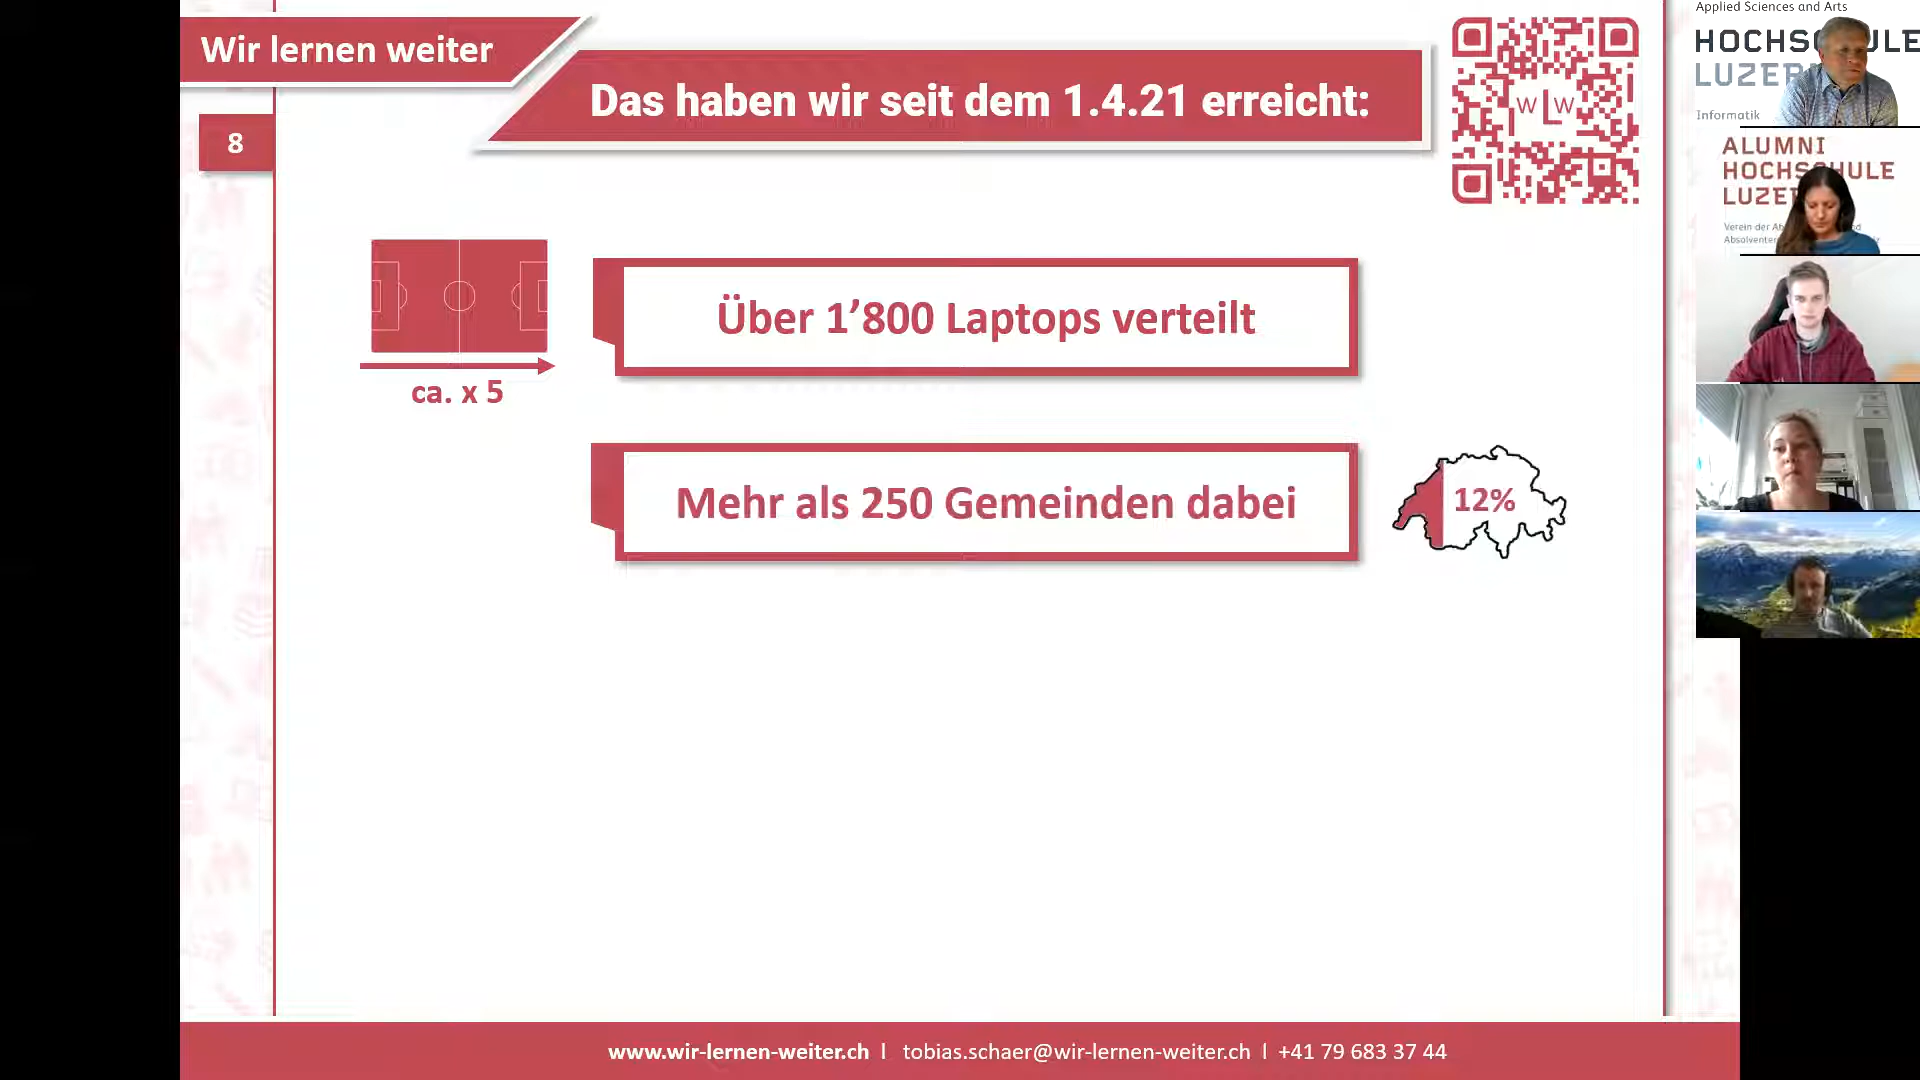 Wir lernen weiter
Das haben wir seit dem 1.4.21 erreicht:
8
W L W
Über 1’800 Laptops verteilt
ca. x 5
Mehr als 250 Gemeinden dabei
12%
www.wir-lernen-weiter.ch | tobias.schaer@wir-lernen-weiter.ch | +41 79 683 37 44
Applied Sciences and Arts
Informatik
ALUMNI
Verein der